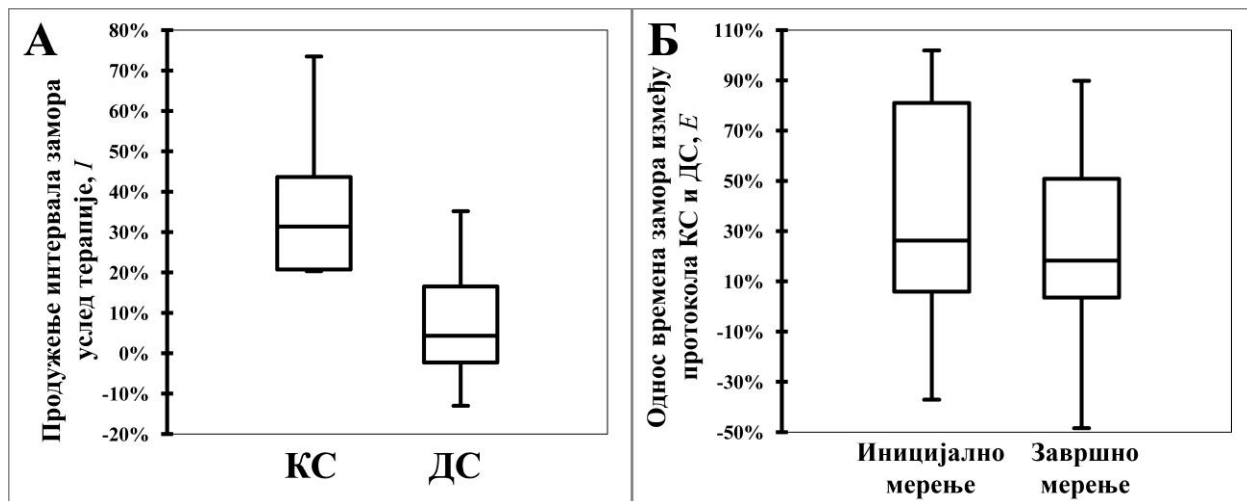 А
Продужење интервала замора
услед терапије, I
80%
70%
60%
50%
40%
30%
20%
10%
0%
-10%
-20%
КС
ДС
Б
Однос времена замора између
протокола КС и ДС, E
110%
90%
70%
50%
30%
10%
-10%
-30%
-50%
Иницијално
мерење
Завршно
мерење